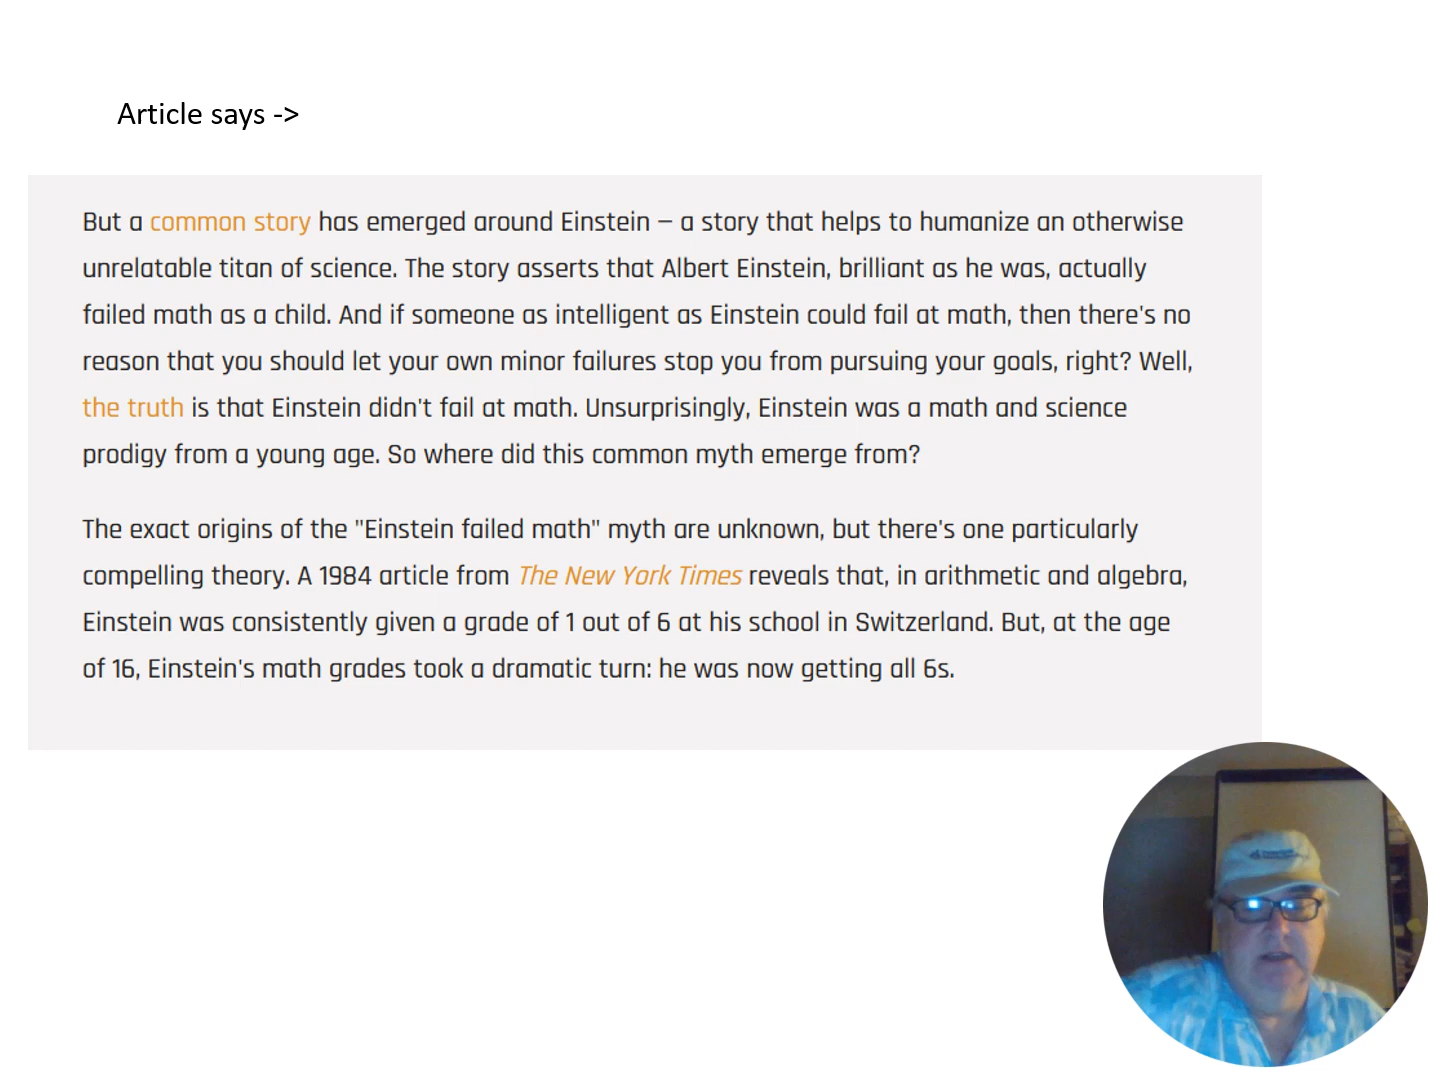 Article says ->
But a common story has emerged around Einstein — a story that helps to humanize an otherwise
unrelatable titan of science. The story asserts that Albert Einstein, brilliant as he was, actually
failed math as a child. And if someone as intelligent as Einstein could fail at math, then there's no
reason that you should let your own minor failures stop you from pursuing your goals, right? Well,
the truth is that Einstein didn't fail at math. Unsurprisingly, Einstein was a math and science
prodigy from a young age. So where did this common myth emerge from?
The exact origins of the "Einstein failed math" myth are unknown, but there's one particularly
compelling theory. A 1984 article from The New York Times reveals that, in arithmetic and algebra,
Einstein was consistently given a grade of 1 out of 6 at his school in Switzerland. But, at the age
of 16, Einstein's math grades took a dramatic turn: he was now getting all 6s.